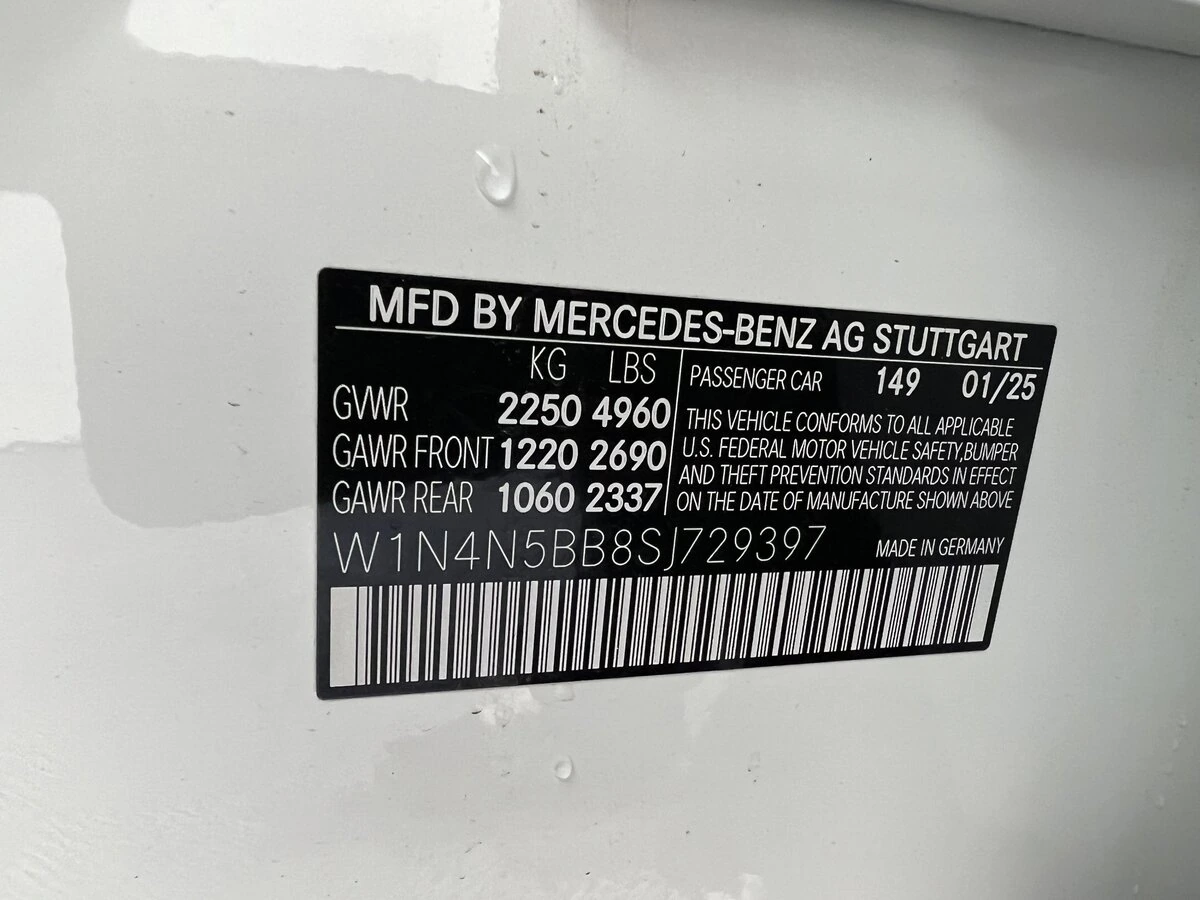 MFD BY MERCEDES-BENZ AG STUTTGART
KG LBS
GVWR 2250 4960
GAWR FRONT 1220 2690
GAWR REAR 1060 2337
PASSENGER CAR 149 01/25
THIS VEHICLE CONFORMS TO ALL APPLICABLE
U.S. FEDERAL MOTOR VEHICLE SAFETY,BUMPER
AND THEFT PREVENTION STANDARDS IN EFFECT
ON THE DATE OF MANUFACTURE SHOWN ABOVE
W1N4N5BB8SJ729397
MADE IN GERMANY